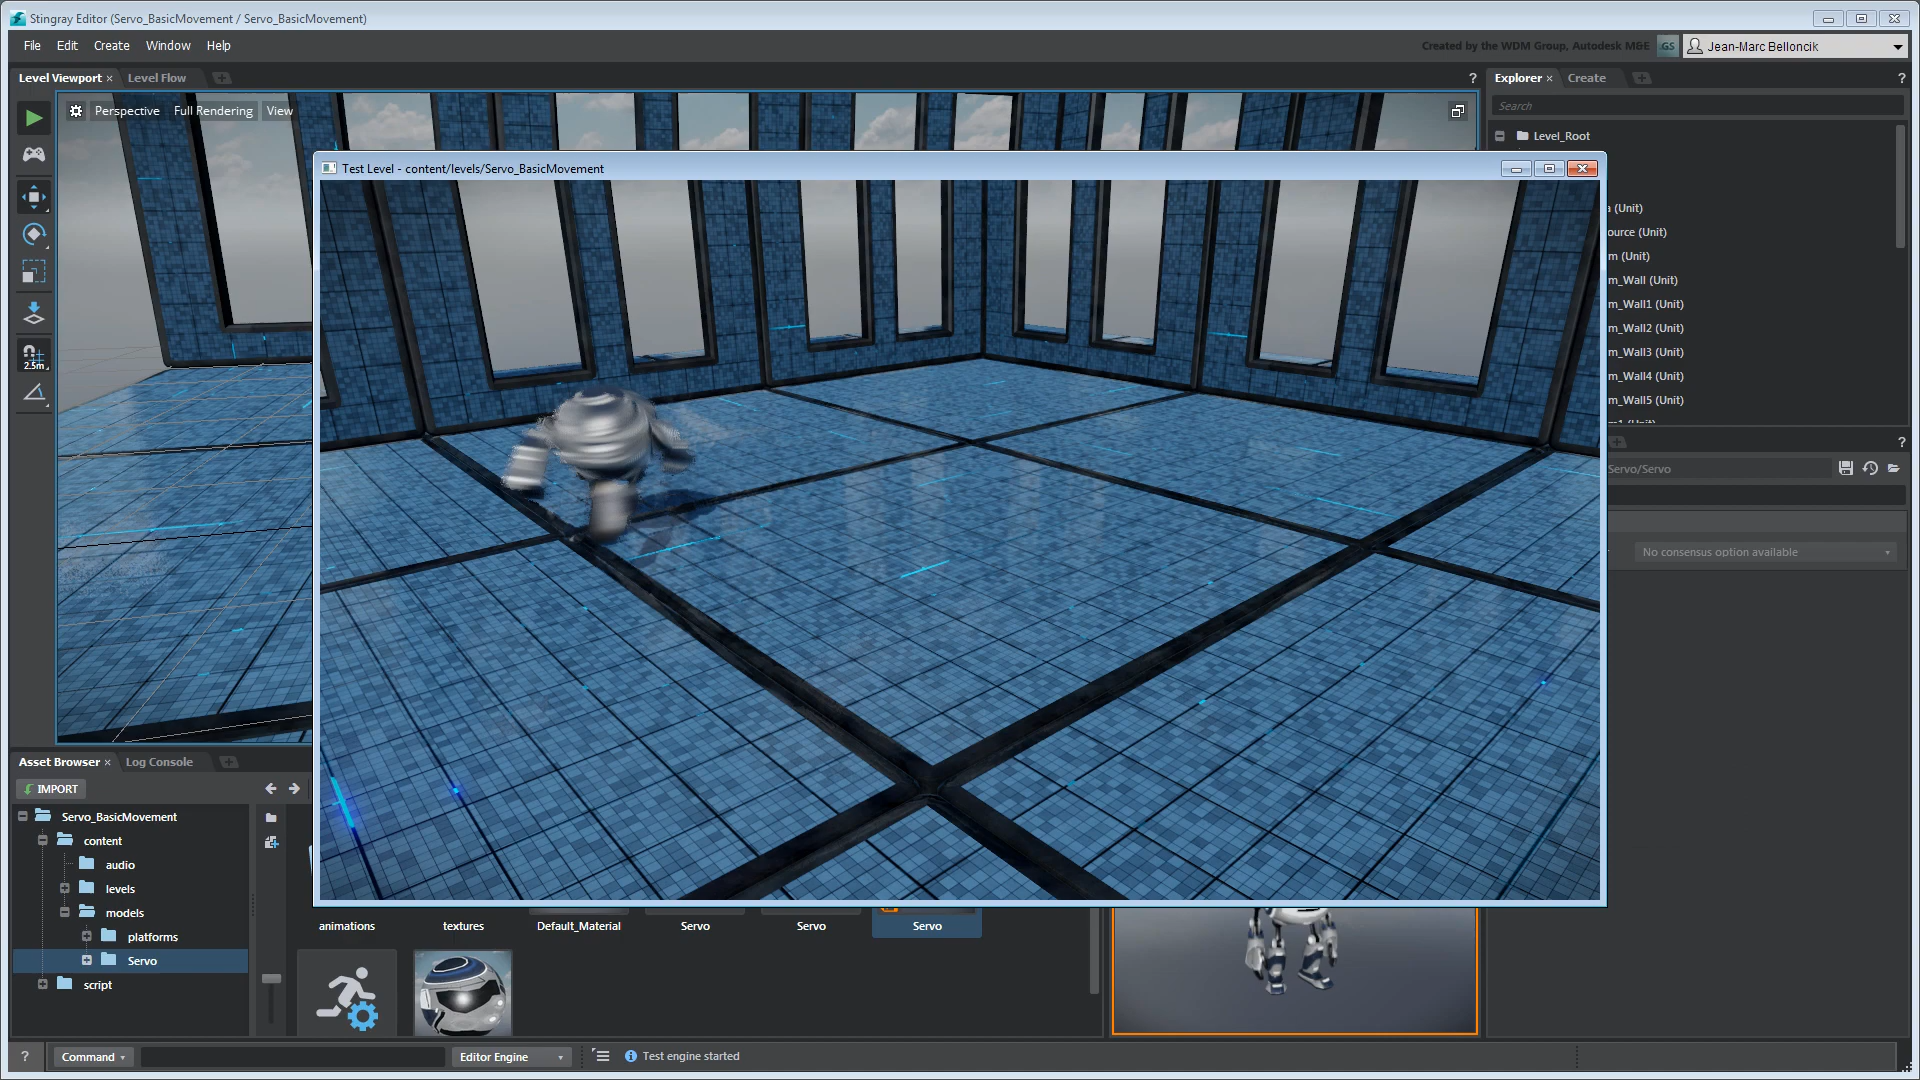 Stingray Editor (Servo_BasicMovement / Servo_BasicMovement)
File Edit Create Window Help
Created by the WDM Group, Autodesk M&E GS Jean-Marc Belloncik
Level Viewport × Level Flow ? Explorer × Create ?
Perspective Full Rendering View
Search
Level_Root
Test Level - content/levels/Servo_BasicMovement
(Unit)
ource (Unit)
m (Unit)
m_Wall (Unit)
m_Wall1 (Unit)
m_Wall2 (Unit)
m_Wall3 (Unit)
m_Wall4 (Unit)
m_Wall5 (Unit)
2.5m
?
Servo/Servo
No consensus option available
Asset Browser × Log Console
IMPORT
Servo_BasicMovement
content
audio
levels
models
platforms
Servo
script
animations textures Default_Material Servo Servo Servo
? Command Editor Engine Test engine started